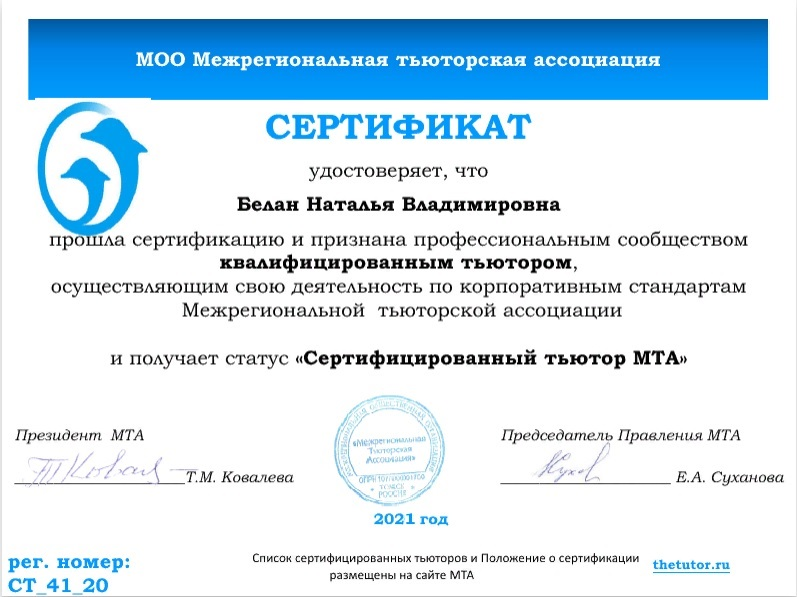 МОО Межрегиональная тьюторская ассоциация
СЕРТИФИКАТ
удостоверяет, что
Белан Наталья Владимировна
прошла сертификацию и признана профессиональным сообществом
квалифицированным тьютором,
осуществляющим свою деятельность по корпоративным стандартам
Межрегиональной тьюторской ассоциации
и получает статус «Сертифицированный тьютор МТА»
Президент МТА
Т.М. Ковалева
«Межрегиональная
Тьюторская
Ассоциация»
ТОМСК
РОССИЯ
Председатель Правления МТА
Е.А. Суханова
2021 год
рег. номер:
СТ_41_20
Список сертифицированных тьюторов и Положение о сертификации
размещены на сайте МТА
thetutor.ru